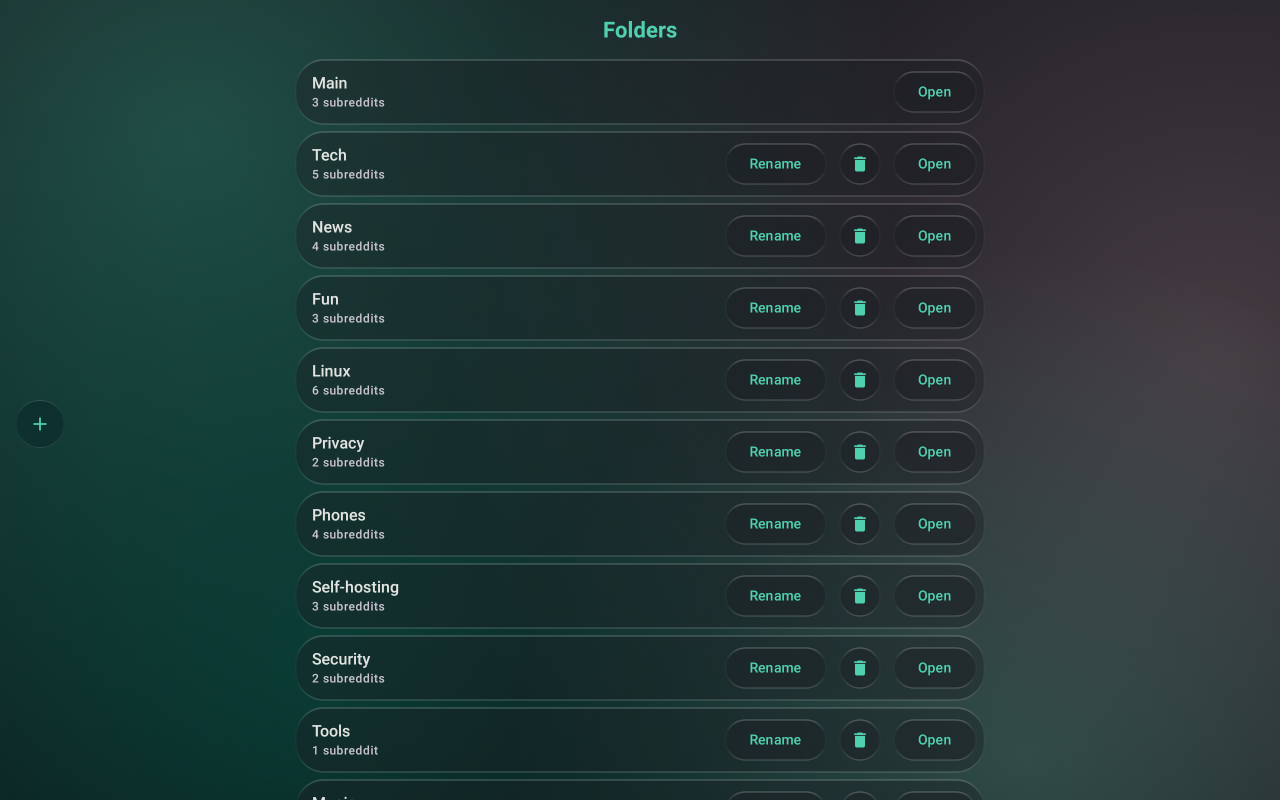 Folders
Main
3 subreddits
Open
Tech
5 subreddits
Rename
Open
News
4 subreddits
Rename
Open
Fun
3 subreddits
Rename
Open
Linux
6 subreddits
Rename
Open
Privacy
2 subreddits
Rename
Open
Phones
4 subreddits
Rename
Open
Self-hosting
3 subreddits
Rename
Open
Security
2 subreddits
Rename
Open
Tools
1 subreddit
Rename
Open